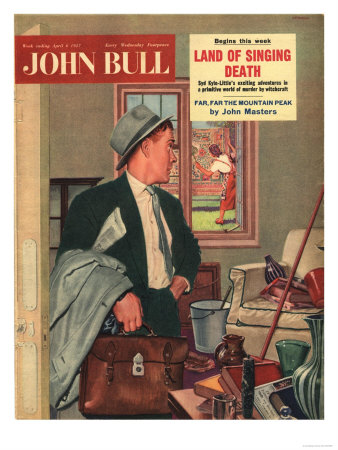 Week ending April 6 1957 Every Wednesday Fourpence
JOHN BULL
Begins this week
LAND OF SINGING
DEATH
Syd Kyle-Little's exciting adventures in
a primitive world of murder by witchcraft
FAR, FAR THE MOUNTAIN PEAK
by John Masters